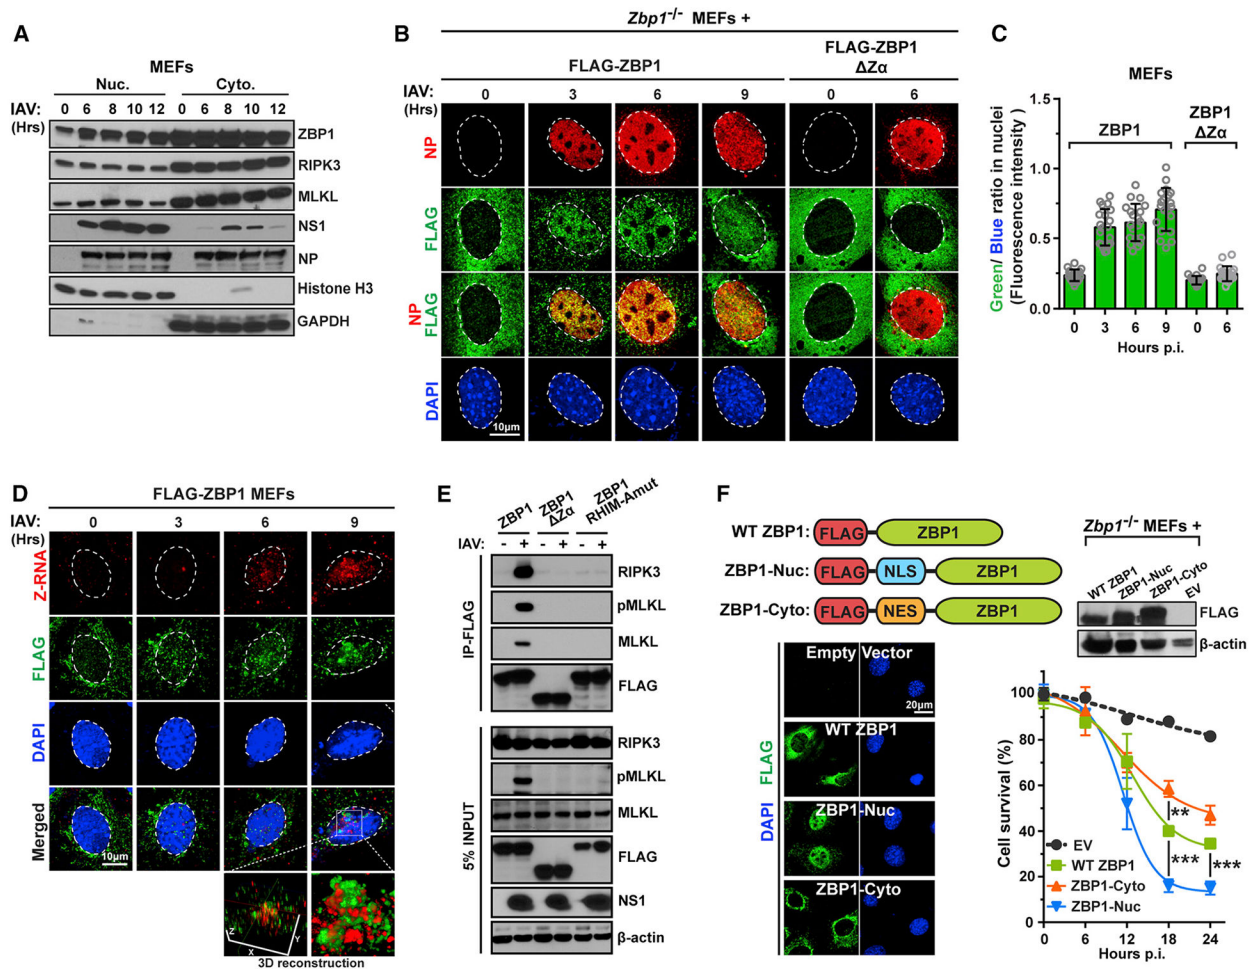 A
MEFs
Nuc. Cyto.
IAV: 0 6 8 10 12 0 6 8 10 12
(Hrs)
ZBP1
RIPK3
MLKL
NS1
NP
Histone H3
GAPDH
B
Zbp1-/- MEFs +
FLAG-ZBP1
FLAG-ZBP1
ΔZα
IAV: 0 3 6 9 0 6
(Hrs)
NP
FLAG
NP
FLAG
DAPI
10μm
C
MEFs
ZBP1
ZBP1
ΔZα
Green/ Blue ratio in nuclei
(Fluorescence intensity)
1.5
1.0
0.5
0.0
0 3 6 9 0 6
Hours p.i.
D
FLAG-ZBP1 MEFs
IAV: 0 3 6 9
(Hrs)
Z-RNA
FLAG
DAPI
Merged
10μm
Z
X
Y
3D reconstruction
E
ZBP1
ZBP1
ΔZα
ZBP1
RHIM-Amut
IAV: - + - + - +
IP-FLAG
RIPK3
pMLKL
MLKL
FLAG
5% INPUT
RIPK3
pMLKL
MLKL
FLAG
NS1
β-actin
F
WT ZBP1: FLAG ZBP1
ZBP1-Nuc: FLAG NLS ZBP1
ZBP1-Cyto: FLAG NES ZBP1
Zbp1-/- MEFs +
WT ZBP1
ZBP1-Nuc
ZBP1-Cyto
EV
FLAG
β-actin
FLAG
DAPI
Empty Vector
20μm
WT ZBP1
ZBP1-Nuc
ZBP1-Cyto
Cell survival (%)
100
80
60
40
20
0
**
***
***
EV
WT ZBP1
ZBP1-Cyto
ZBP1-Nuc
0 6 12 18 24
Hours p.i.